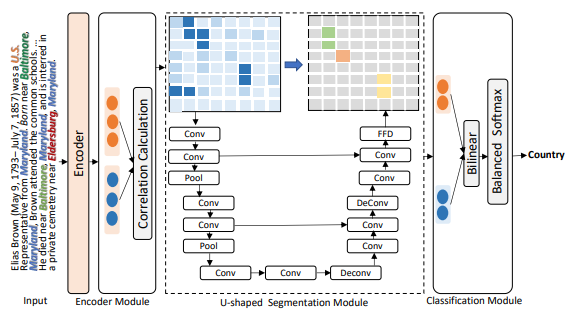 Elias Brown (May 9, 1793– July 7, 1857) was a U.S.
Representative from Maryland. Born near Baltimore,
Maryland, Brown attended the common schools. ...
He died near Baltimore, Maryland, and is interred in
a private cemetery near Eldersburg, Maryland.
Encoder
Correlation Calculation
Conv
Conv
Pool
Conv
Conv
Pool
Conv
Conv
Deconv
Conv
Conv
DeConv
Conv
FFD
Bilinear
Balanced Softmax
Country
Input
Encoder Module
U-shaped Segmentation Module
Classification Module